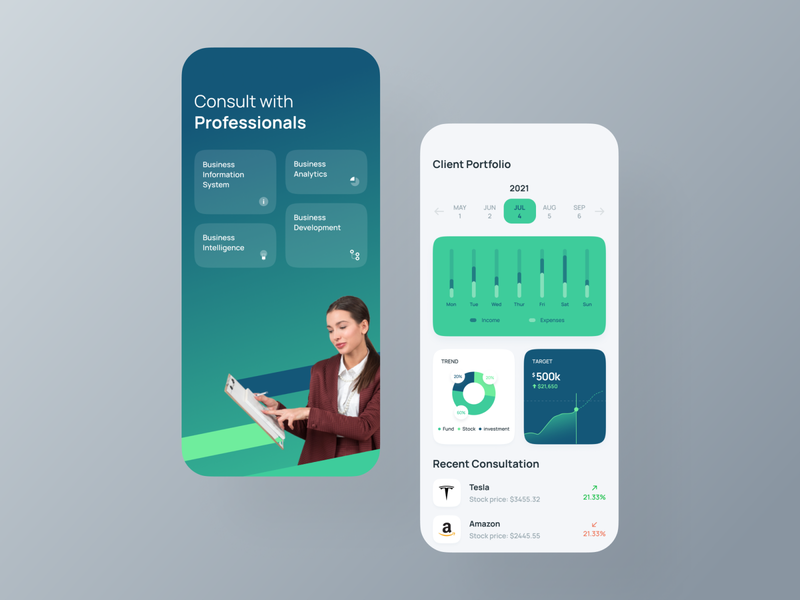 Consult with
Professionals
Business
Information
System
Business
Analytics
Business
Intelligence
Business
Development
Client Portfolio
2021
MAY JUN JUL AUG SEP
1 2 4 5 6
Mon Tue Wed Thur Fri Sat Sun
Income Expenses
TREND
20%
60%
Fund Stock investment
TARGET
$500k
$21,650
Recent Consultation
Tesla
Stock price: $3455.32
21.33%
Amazon
Stock price: $2445.55
21.33%